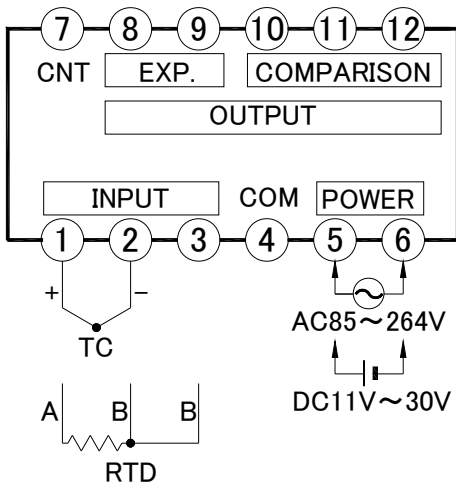 7 8 9 10 11 12
CNT EXP. COMPARISON
OUTPUT
INPUT COM POWER
1 2 3 4 5 6
+ −
TC
AC85～264V
DC11V～30V
A B B
RTD